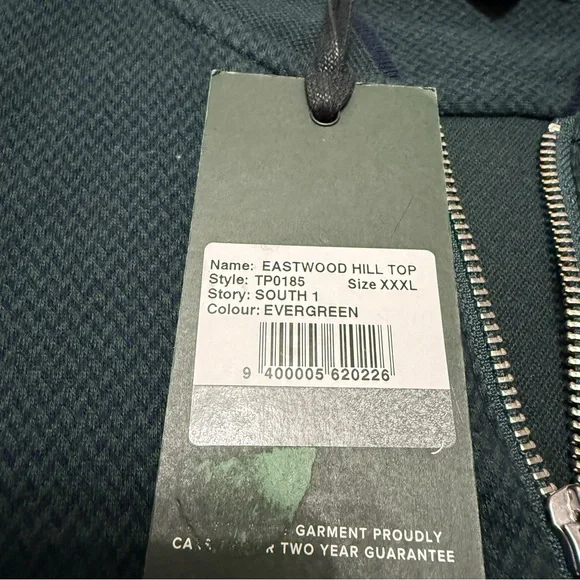 Name: EASTWOOD HILL TOP
Style: TP0185 Size XXXL
Story: SOUTH 1
Colour: EVERGREEN
9 400005 620226
GARMENT PROUDLY
TWO YEAR GUARANTEE